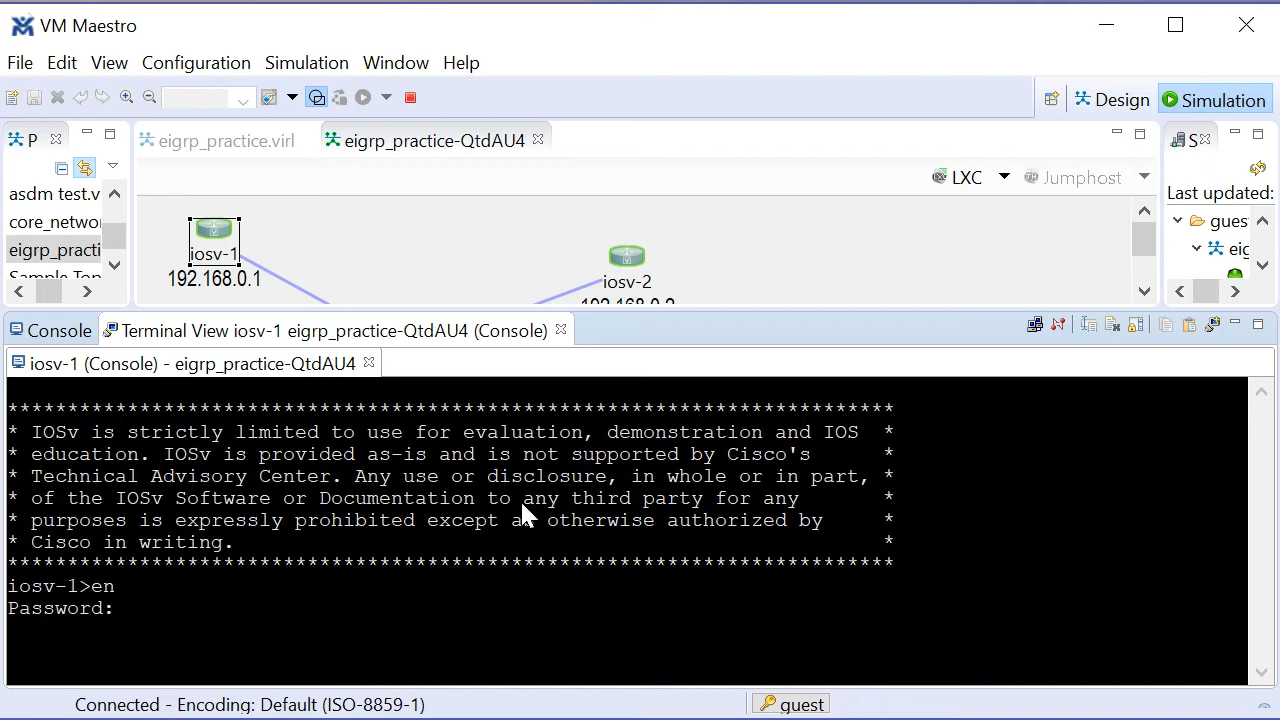 VM Maestro
File Edit View Configuration Simulation Window Help
Design Simulation
P eigrp_practice.virl eigrp_practice-QtdAU4 S
LXC Jumphost
asdm test.v
core_networ
eigrp_practi
Last updated:
gues
eig
iosv-1
192.168.0.1
iosv-2
Console Terminal View iosv-1 eigrp_practice-QtdAU4 (Console)
iosv-1 (Console) - eigrp_practice-QtdAU4
**************************************************************************
* IOSv is strictly limited to use for evaluation, demonstration and IOS *
* education. IOSv is provided as-is and is not supported by Cisco's *
* Technical Advisory Center. Any use or disclosure, in whole or in part, *
* of the IOSv Software or Documentation to any third party for any *
* purposes is expressly prohibited except as otherwise authorized by *
* Cisco in writing. *
**************************************************************************
iosv-1>en
Password:
Connected - Encoding: Default (ISO-8859-1)
guest